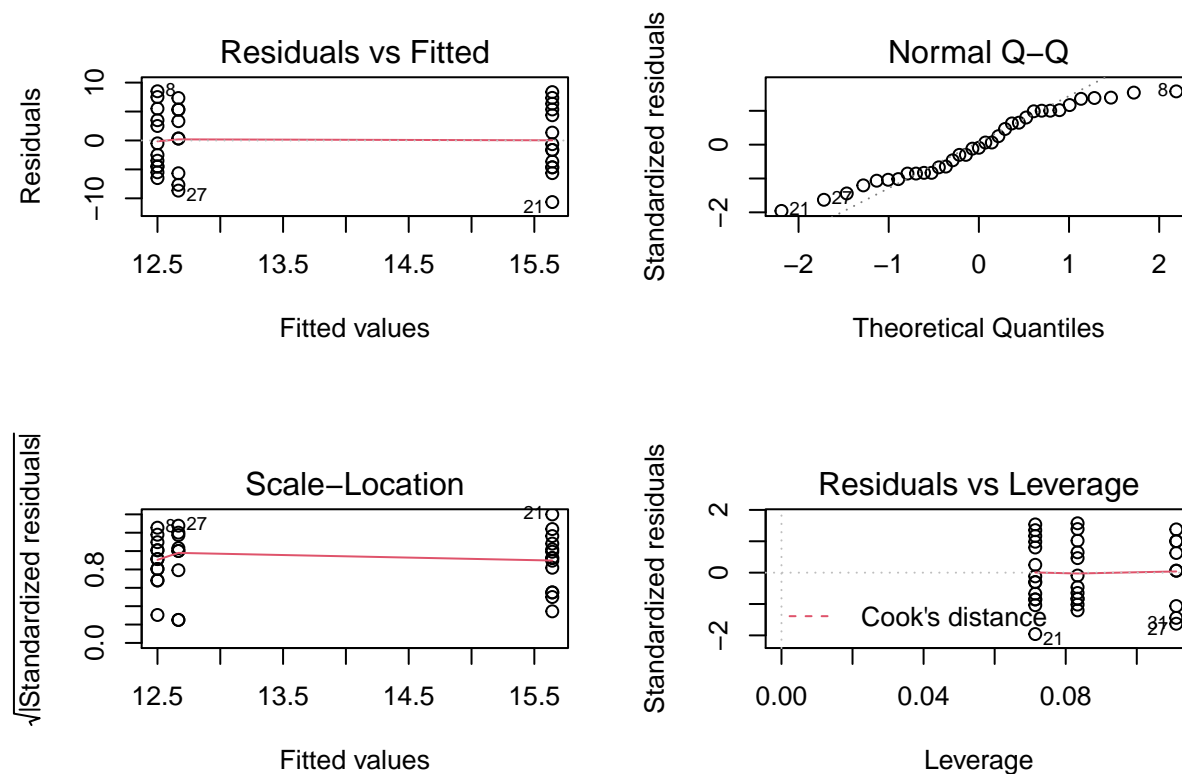 Residuals vs Fitted
Residuals
10
0
−10
8
27
21
12.5 13.5 14.5 15.5
Fitted values
Normal Q−Q
Standardized residuals
0
−2
21
27
8
−2 −1 0 1 2
Theoretical Quantiles
Scale−Location
√|Standardized residuals|
0.8
0.0
8
27
21
12.5 13.5 14.5 15.5
Fitted values
Residuals vs Leverage
Standardized residuals
2
0
−2
Cook's distance
21
31
27
0.00 0.04 0.08
Leverage